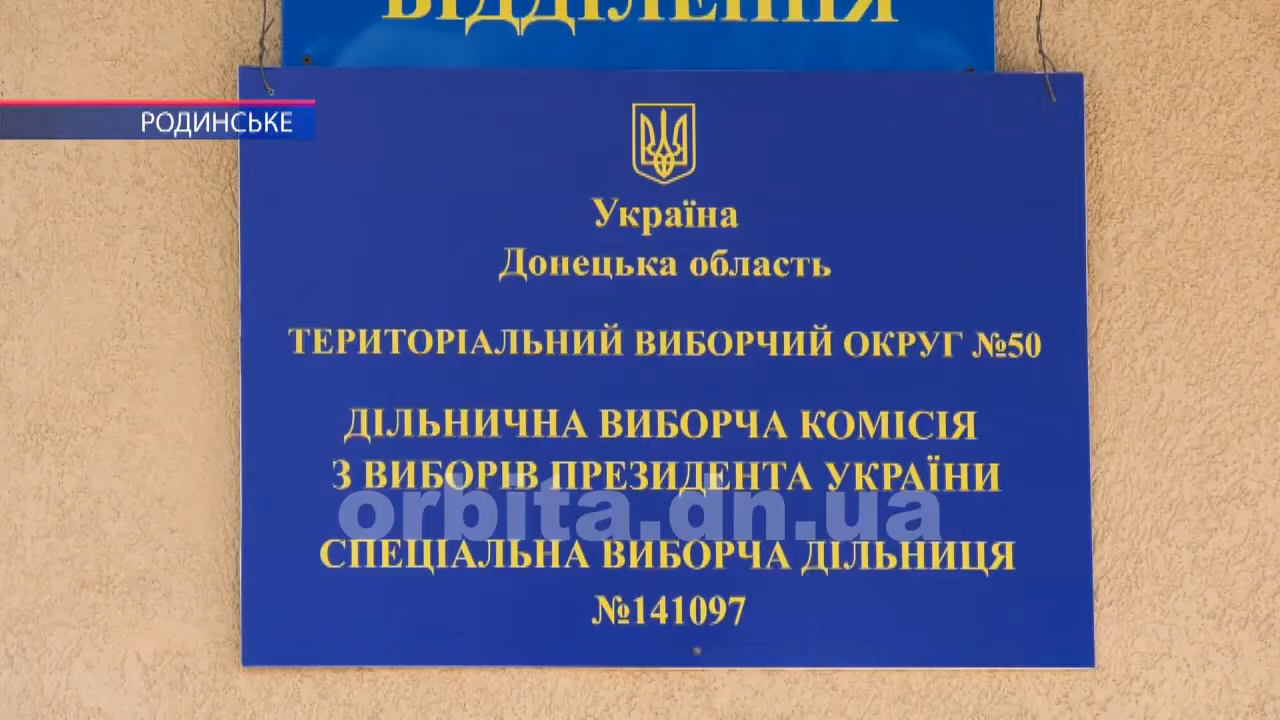 ВІДДІЛЕННЯ
РОДИНСЬКЕ
Україна
Донецька область
ТЕРИТОРІАЛЬНИЙ ВИБОРЧИЙ ОКРУГ №50
ДІЛЬНИЧНА ВИБОРЧА КОМІСІЯ
З ВИБОРІВ ПРЕЗИДЕНТА УКРАЇНИ
orbita.dn.ua
СПЕЦІАЛЬНА ВИБОРЧА ДІЛЬНИЦЯ
№141097